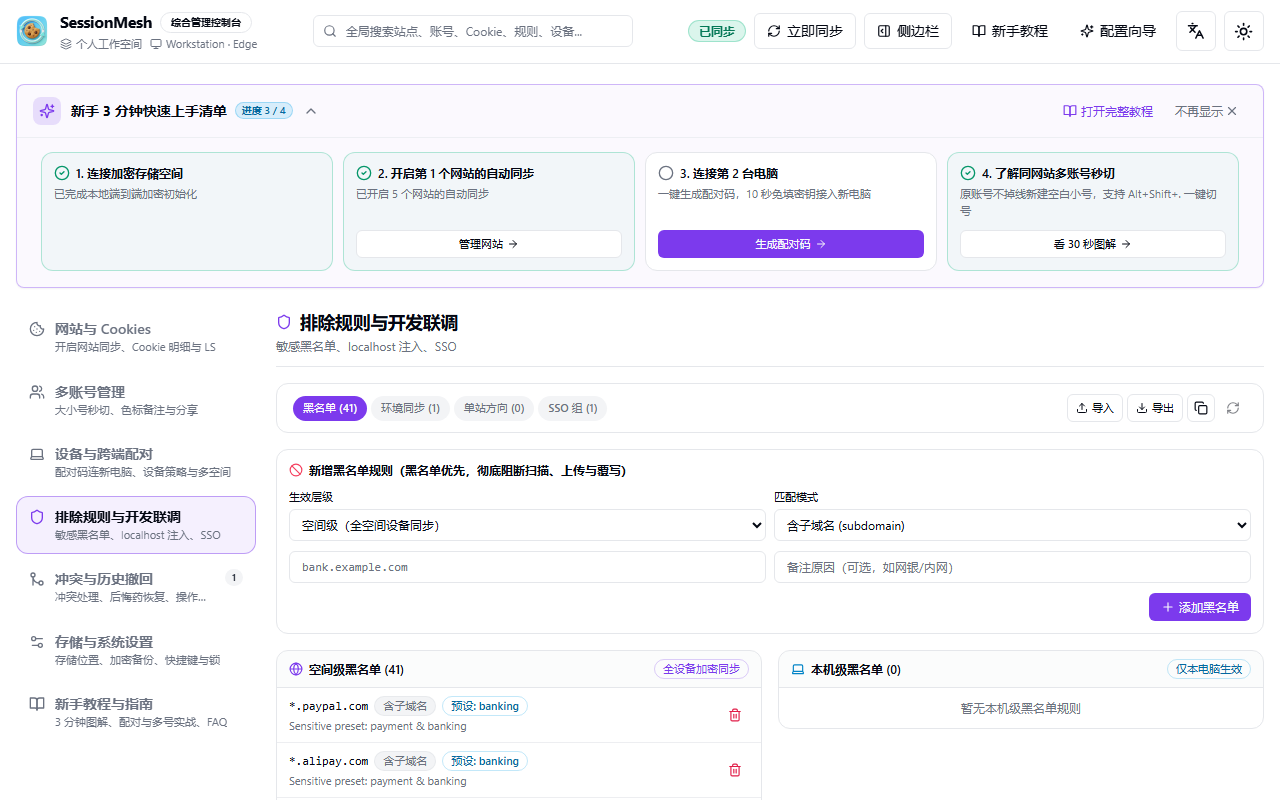 SessionMesh 综合管理控制台
个人工作空间 Workstation · Edge
全局搜索站点、账号、Cookie、规则、设备...
已同步 立即同步 侧边栏 新手教程 配置向导
新手 3 分钟快速上手清单 进度 3 / 4
打开完整教程 不再显示
1. 连接加密存储空间
已完成本地端到端加密初始化
2. 开启第 1 个网站的自动同步
已开启 5 个网站的自动同步
管理网站 →
3. 连接第 2 台电脑
一键生成配对码，10 秒免填密钥接入新电脑
生成配对码 →
4. 了解同网站多账号秒切
原账号不掉线新建空白小号，支持 Alt+Shift+. 一键切
号
看 30 秒图解 →
网站与 Cookies
开启网站同步、Cookie 明细与 LS
多账号管理
大小号秒切、色标备注与分享
设备与跨端配对
配对码连新电脑、设备策略与多空间
排除规则与开发联调
敏感黑名单、localhost 注入、SSO
冲突与历史撤回 1
冲突处理、后悔药恢复、操作...
存储与系统设置
存储位置、加密备份、快捷键与锁
新手教程与指南
3 分钟图解、配对与多号实战、FAQ
排除规则与开发联调
敏感黑名单、localhost 注入、SSO
黑名单 (41) 环境同步 (1) 单站方向 (0) SSO 组 (1)
导入 导出
新增黑名单规则（黑名单优先，彻底阻断扫描、上传与覆写）
生效层级 匹配模式
空间级（全空间设备同步） 含子域名 (subdomain)
bank.example.com 备注原因（可选，如网银/内网）
添加黑名单
空间级黑名单 (41) 全设备加密同步
*.paypal.com 含子域名 预设: banking
Sensitive preset: payment & banking
*.alipay.com 含子域名 预设: banking
Sensitive preset: payment & banking
本机级黑名单 (0) 仅本电脑生效
暂无本机级黑名单规则